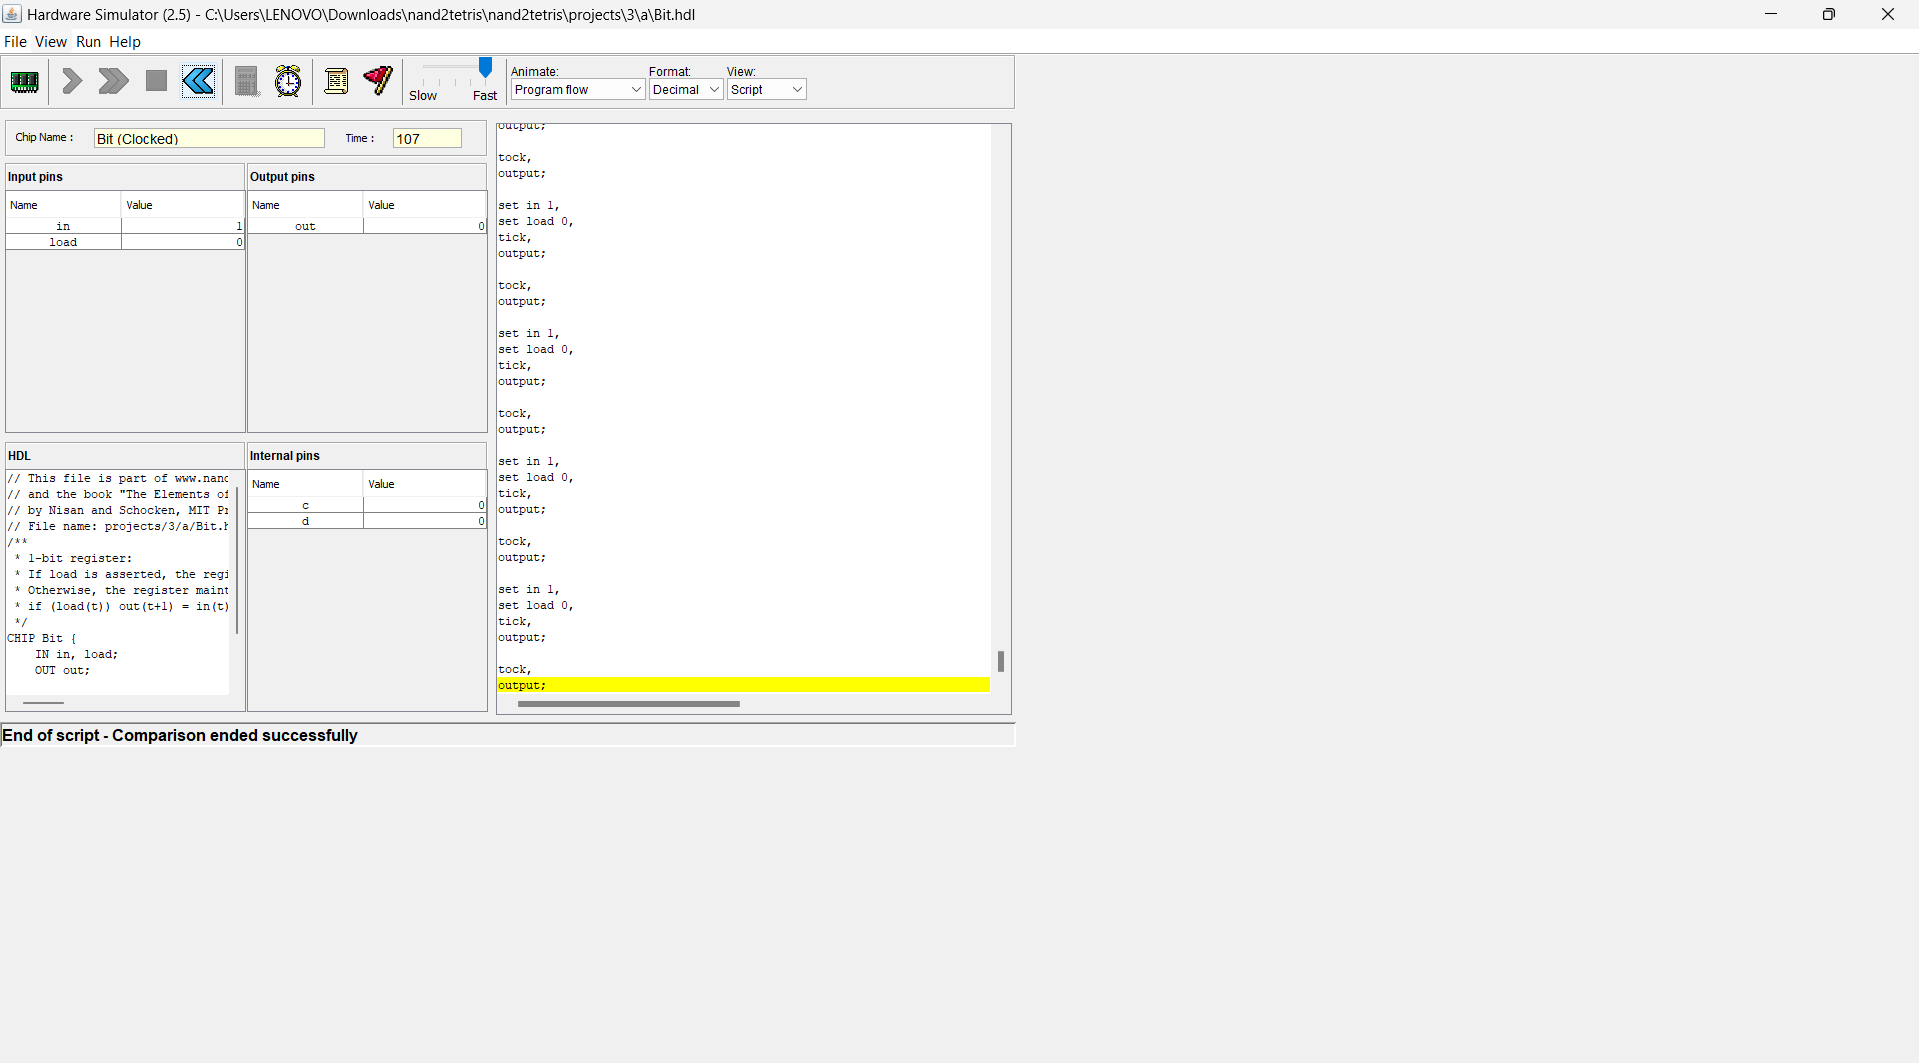 Hardware Simulator (2.5) - C:\Users\LENOVO\Downloads\nand2tetris\nand2tetris\projects\3\a\Bit.hdl
File View Run Help
Slow Fast
Animate: Format: View:
Program flow Decimal Script
Chip Name : Bit (Clocked) Time : 107
Input pins
Name Value
in 1
load 0
Output pins
Name Value
out 0
HDL
// This file is part of www.nand
// and the book "The Elements of
// by Nisan and Schocken, MIT Pr
// File name: projects/3/a/Bit.h
/**
* 1-bit register:
* If load is asserted, the regi
* Otherwise, the register maint
* if (load(t)) out(t+1) = in(t)
*/
CHIP Bit {
IN in, load;
OUT out;
Internal pins
Name Value
c 0
d 0
output;
tock,
output;
set in 1,
set load 0,
tick,
output;
tock,
output;
set in 1,
set load 0,
tick,
output;
tock,
output;
set in 1,
set load 0,
tick,
output;
tock,
output;
set in 1,
set load 0,
tick,
output;
tock,
output;
End of script - Comparison ended successfully